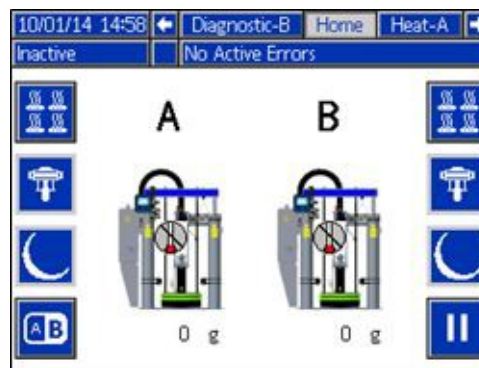 10/01/14 14:58 Diagnostic-B Home Heat-A
Inactive No Active Errors
A B
A B
0 g 0 g